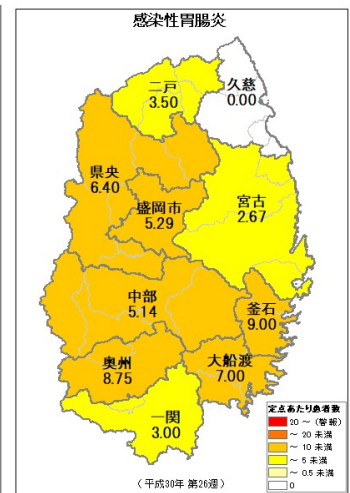 感染性胃腸炎
二戸
3.50
久慈
0.00
県央
6.40
盛岡市
5.29
宮古
2.67
中部
5.14
釜石
9.00
奥州
8.75
大船渡
7.00
一関
3.00
定点あたり患者数
20 ～ (警報)
～ 20 未満
～ 10 未満
～ 5 未満
～ 0.5 未満
0
(平成30年 第26週)